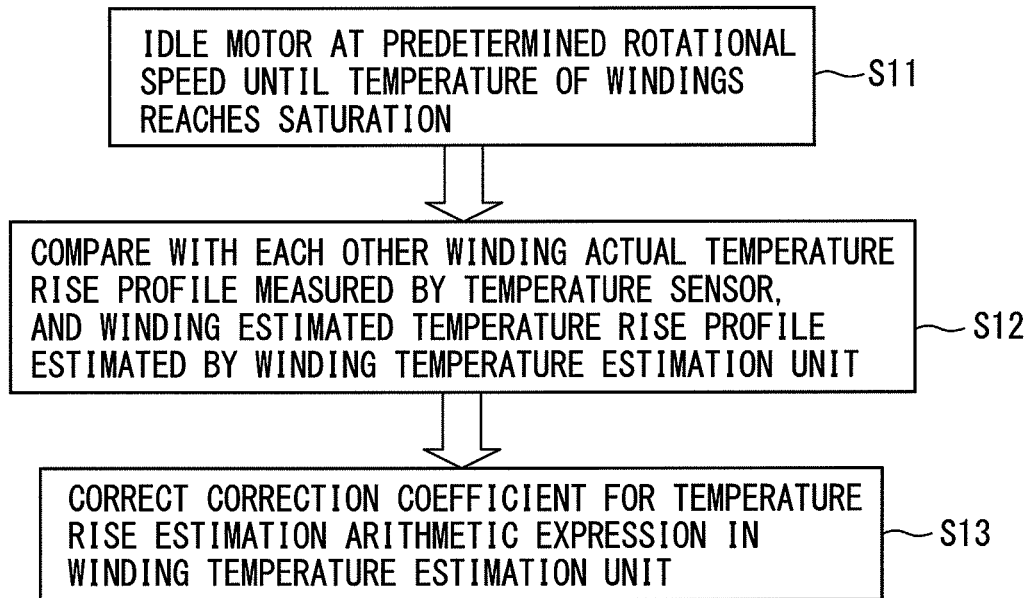 IDLE MOTOR AT PREDETERMINED ROTATIONAL
SPEED UNTIL TEMPERATURE OF WINDINGS
REACHES SATURATION
S11
COMPARE WITH EACH OTHER WINDING ACTUAL TEMPERATURE
RISE PROFILE MEASURED BY TEMPERATURE SENSOR,
AND WINDING ESTIMATED TEMPERATURE RISE PROFILE
ESTIMATED BY WINDING TEMPERATURE ESTIMATION UNIT
S12
CORRECT CORRECTION COEFFICIENT FOR TEMPERATURE
RISE ESTIMATION ARITHMETIC EXPRESSION IN
WINDING TEMPERATURE ESTIMATION UNIT
S13